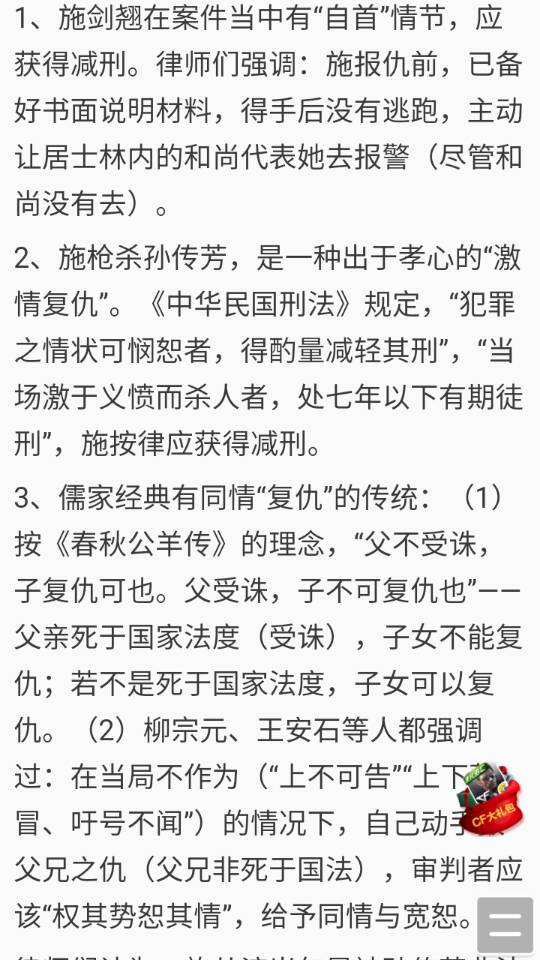 1、施剑翘在案件当中有“自首”情节，应
获得减刑。律师们强调：施报仇前，已备
好书面说明材料，得手后没有逃跑，主动
让居士林内的和尚代表她去报警（尽管和
尚没有去）。
2、施枪杀孙传芳，是一种出于孝心的“激
情复仇”。《中华民国刑法》规定，“犯罪
之情状可悯恕者，得酌量减轻其刑”，“当
场激于义愤而杀人者，处七年以下有期徒
刑”，施按律应获得减刑。
3、儒家经典有同情“复仇”的传统：（1）
按《春秋公羊传》的理念，“父不受诛，
子复仇可也。父受诛，子不可复仇也”——
父亲死于国家法度（受诛），子女不能复
仇；若不是死于国家法度，子女可以复
仇。（2）柳宗元、王安石等人都强调
过：在当局不作为（“上不可告”“上下
冒、吁号不闻”）的情况下，自己动手
父兄之仇（父兄非死于国法），审判者应
该“权其势恕其情”，给予同情与宽恕。
CF大礼包